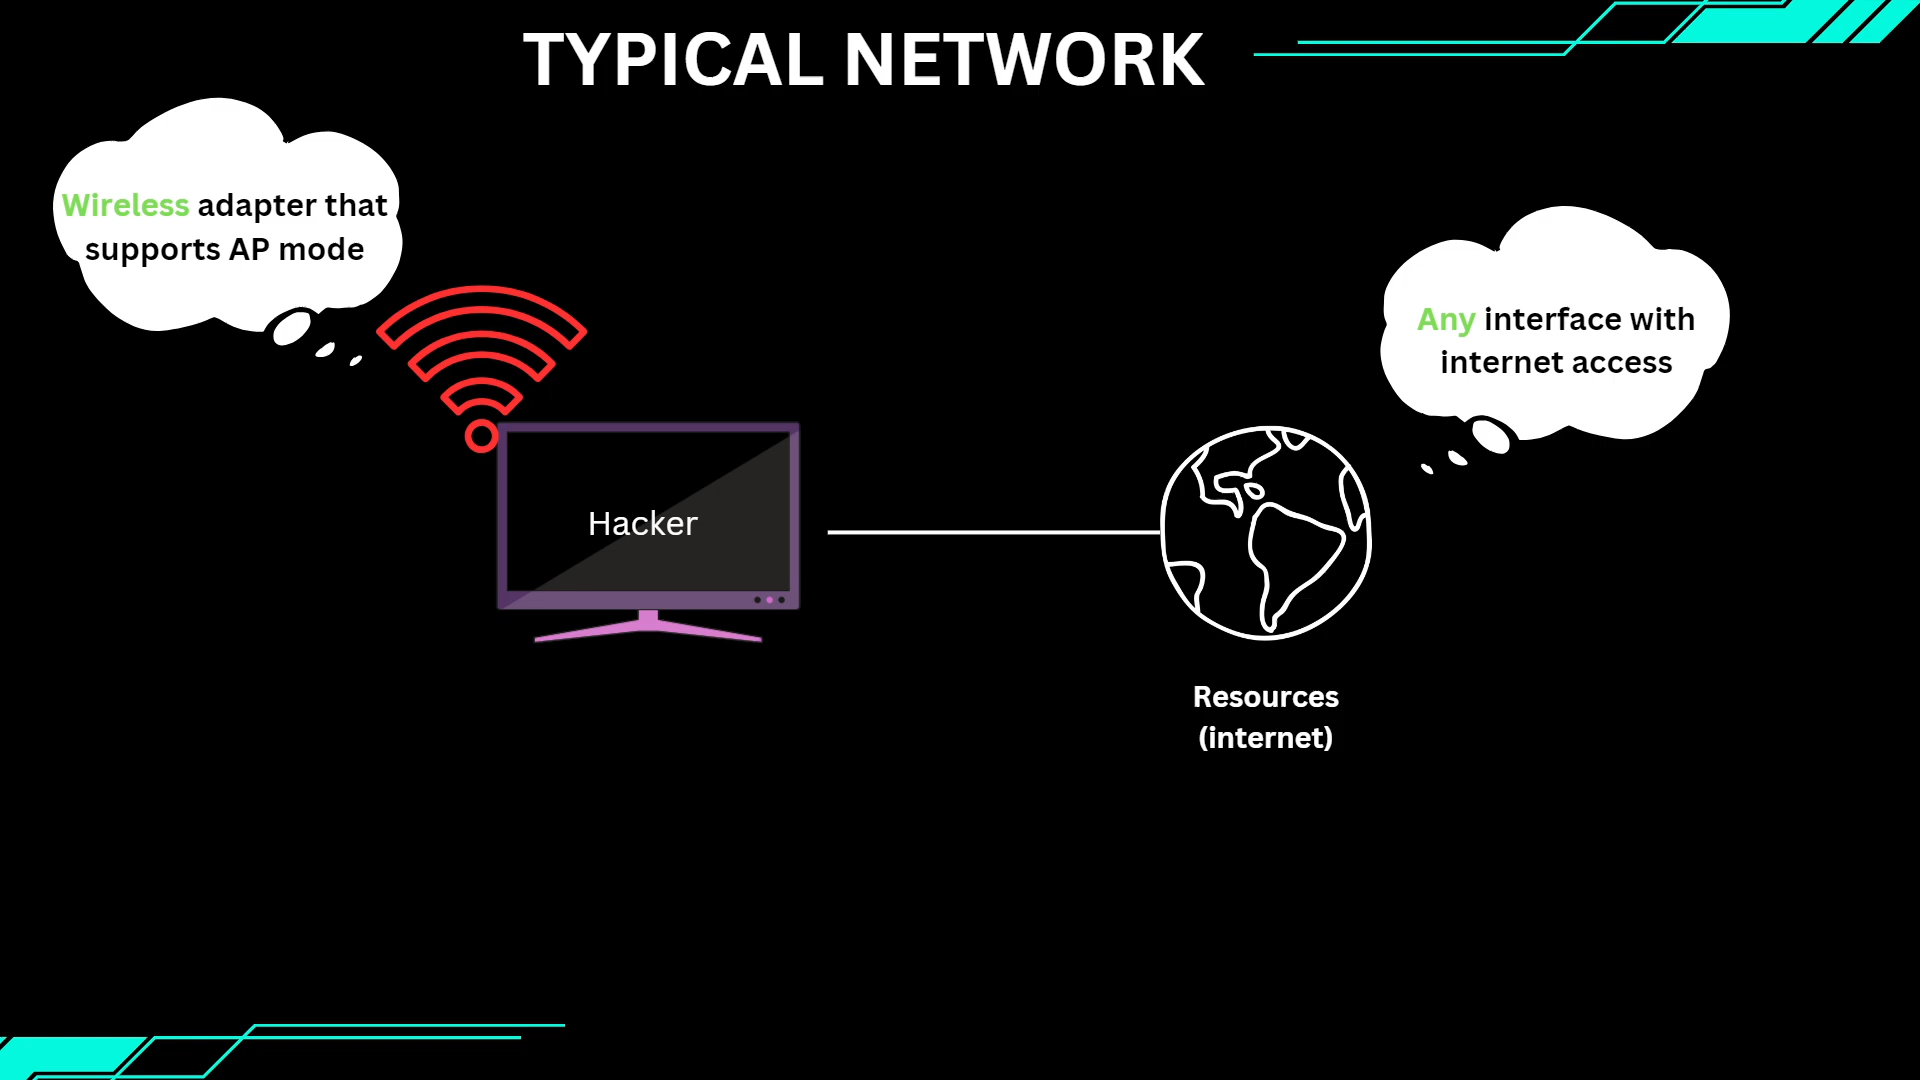 TYPICAL NETWORK
Wireless adapter that
supports AP mode
Any interface with
internet access
Hacker
Resources
(internet)